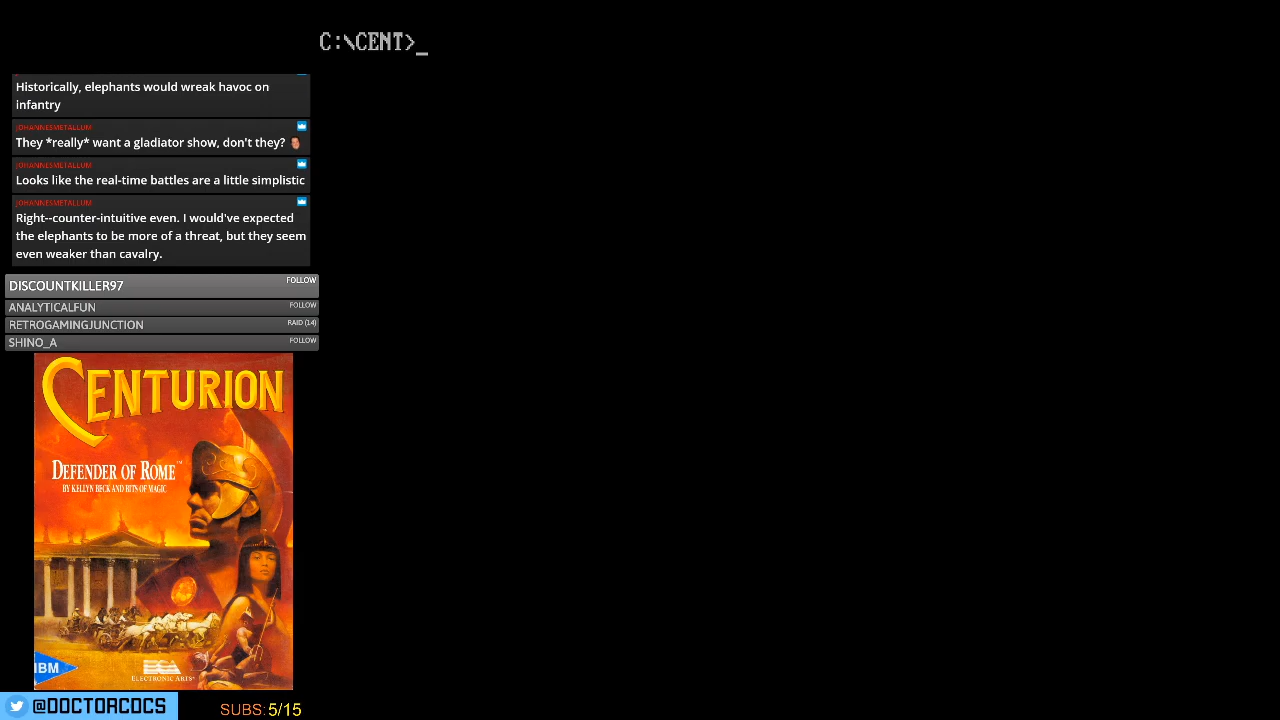 C:\CENT>_
Historically, elephants would wreak havoc on
infantry
JOHANNESMETALLUM
They *really* want a gladiator show, don't they?
JOHANNESMETALLUM
Looks like the real-time battles are a little simplistic
JOHANNESMETALLUM
Right--counter-intuitive even. I would've expected
the elephants to be more of a threat, but they seem
even weaker than cavalry.
DISCOUNTKILLER97 FOLLOW
ANALYTICALFUN FOLLOW
RETROGAMINGJUNCTION RAID (14)
SHINO_A FOLLOW
CENTURION
DEFENDER OF ROME™
BY KELLYN BECK AND BITS OF MAGIC
IBM
ELECTRONIC ARTS®
@DOCTORCOCS
SUBS: 5/15